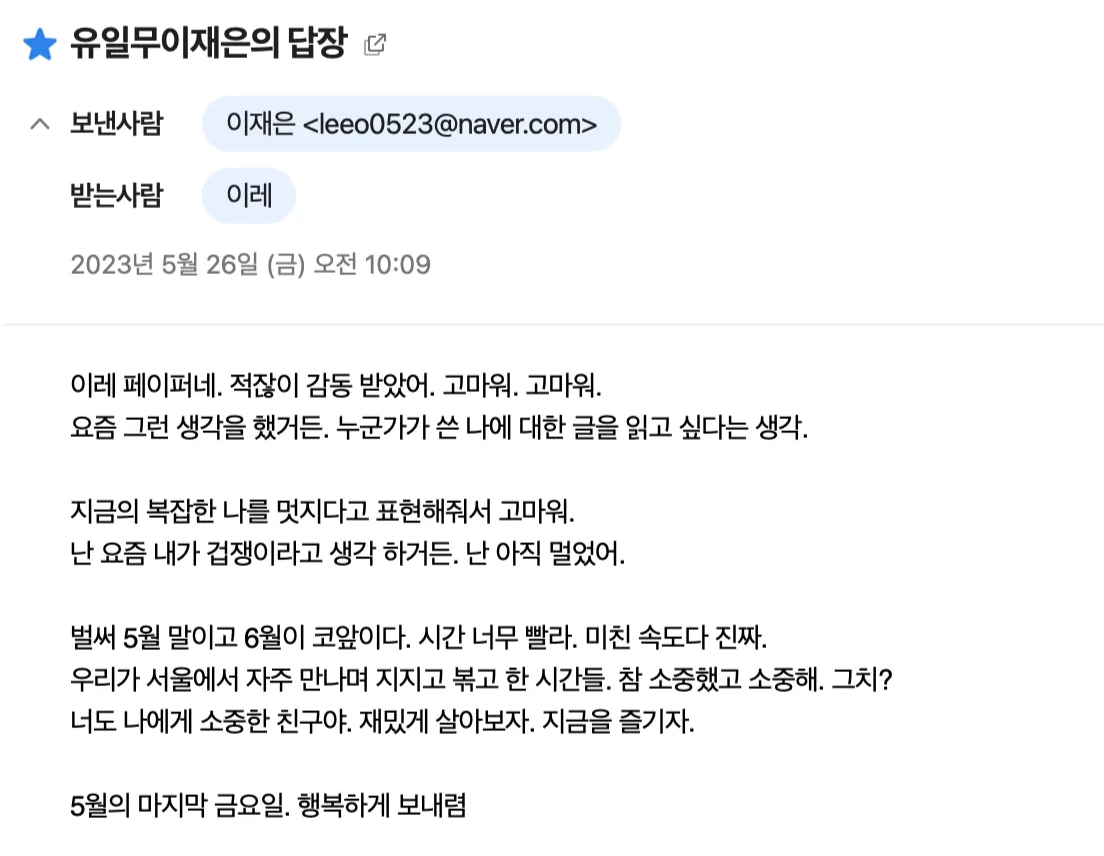 유일무이재은의 답장
보낸사람 이재은 <leeo0523@naver.com>
받는사람 이레
2023년 5월 26일 (금) 오전 10:09
이레 페이퍼네. 적잖이 감동 받았어. 고마워. 고마워.
요즘 그런 생각을 했거든. 누군가가 쓴 나에 대한 글을 읽고 싶다는 생각.
지금의 복잡한 나를 멋지다고 표현해줘서 고마워.
난 요즘 내가 겁쟁이라고 생각 하거든. 난 아직 멀었어.
벌써 5월 말이고 6월이 코앞이다. 시간 너무 빨라. 미친 속도다 진짜.
우리가 서울에서 자주 만나며 지지고 볶고 한 시간들. 참 소중했고 소중해. 그치?
너도 나에게 소중한 친구야. 재밌게 살아보자. 지금을 즐기자.
5월의 마지막 금요일. 행복하게 보내렴